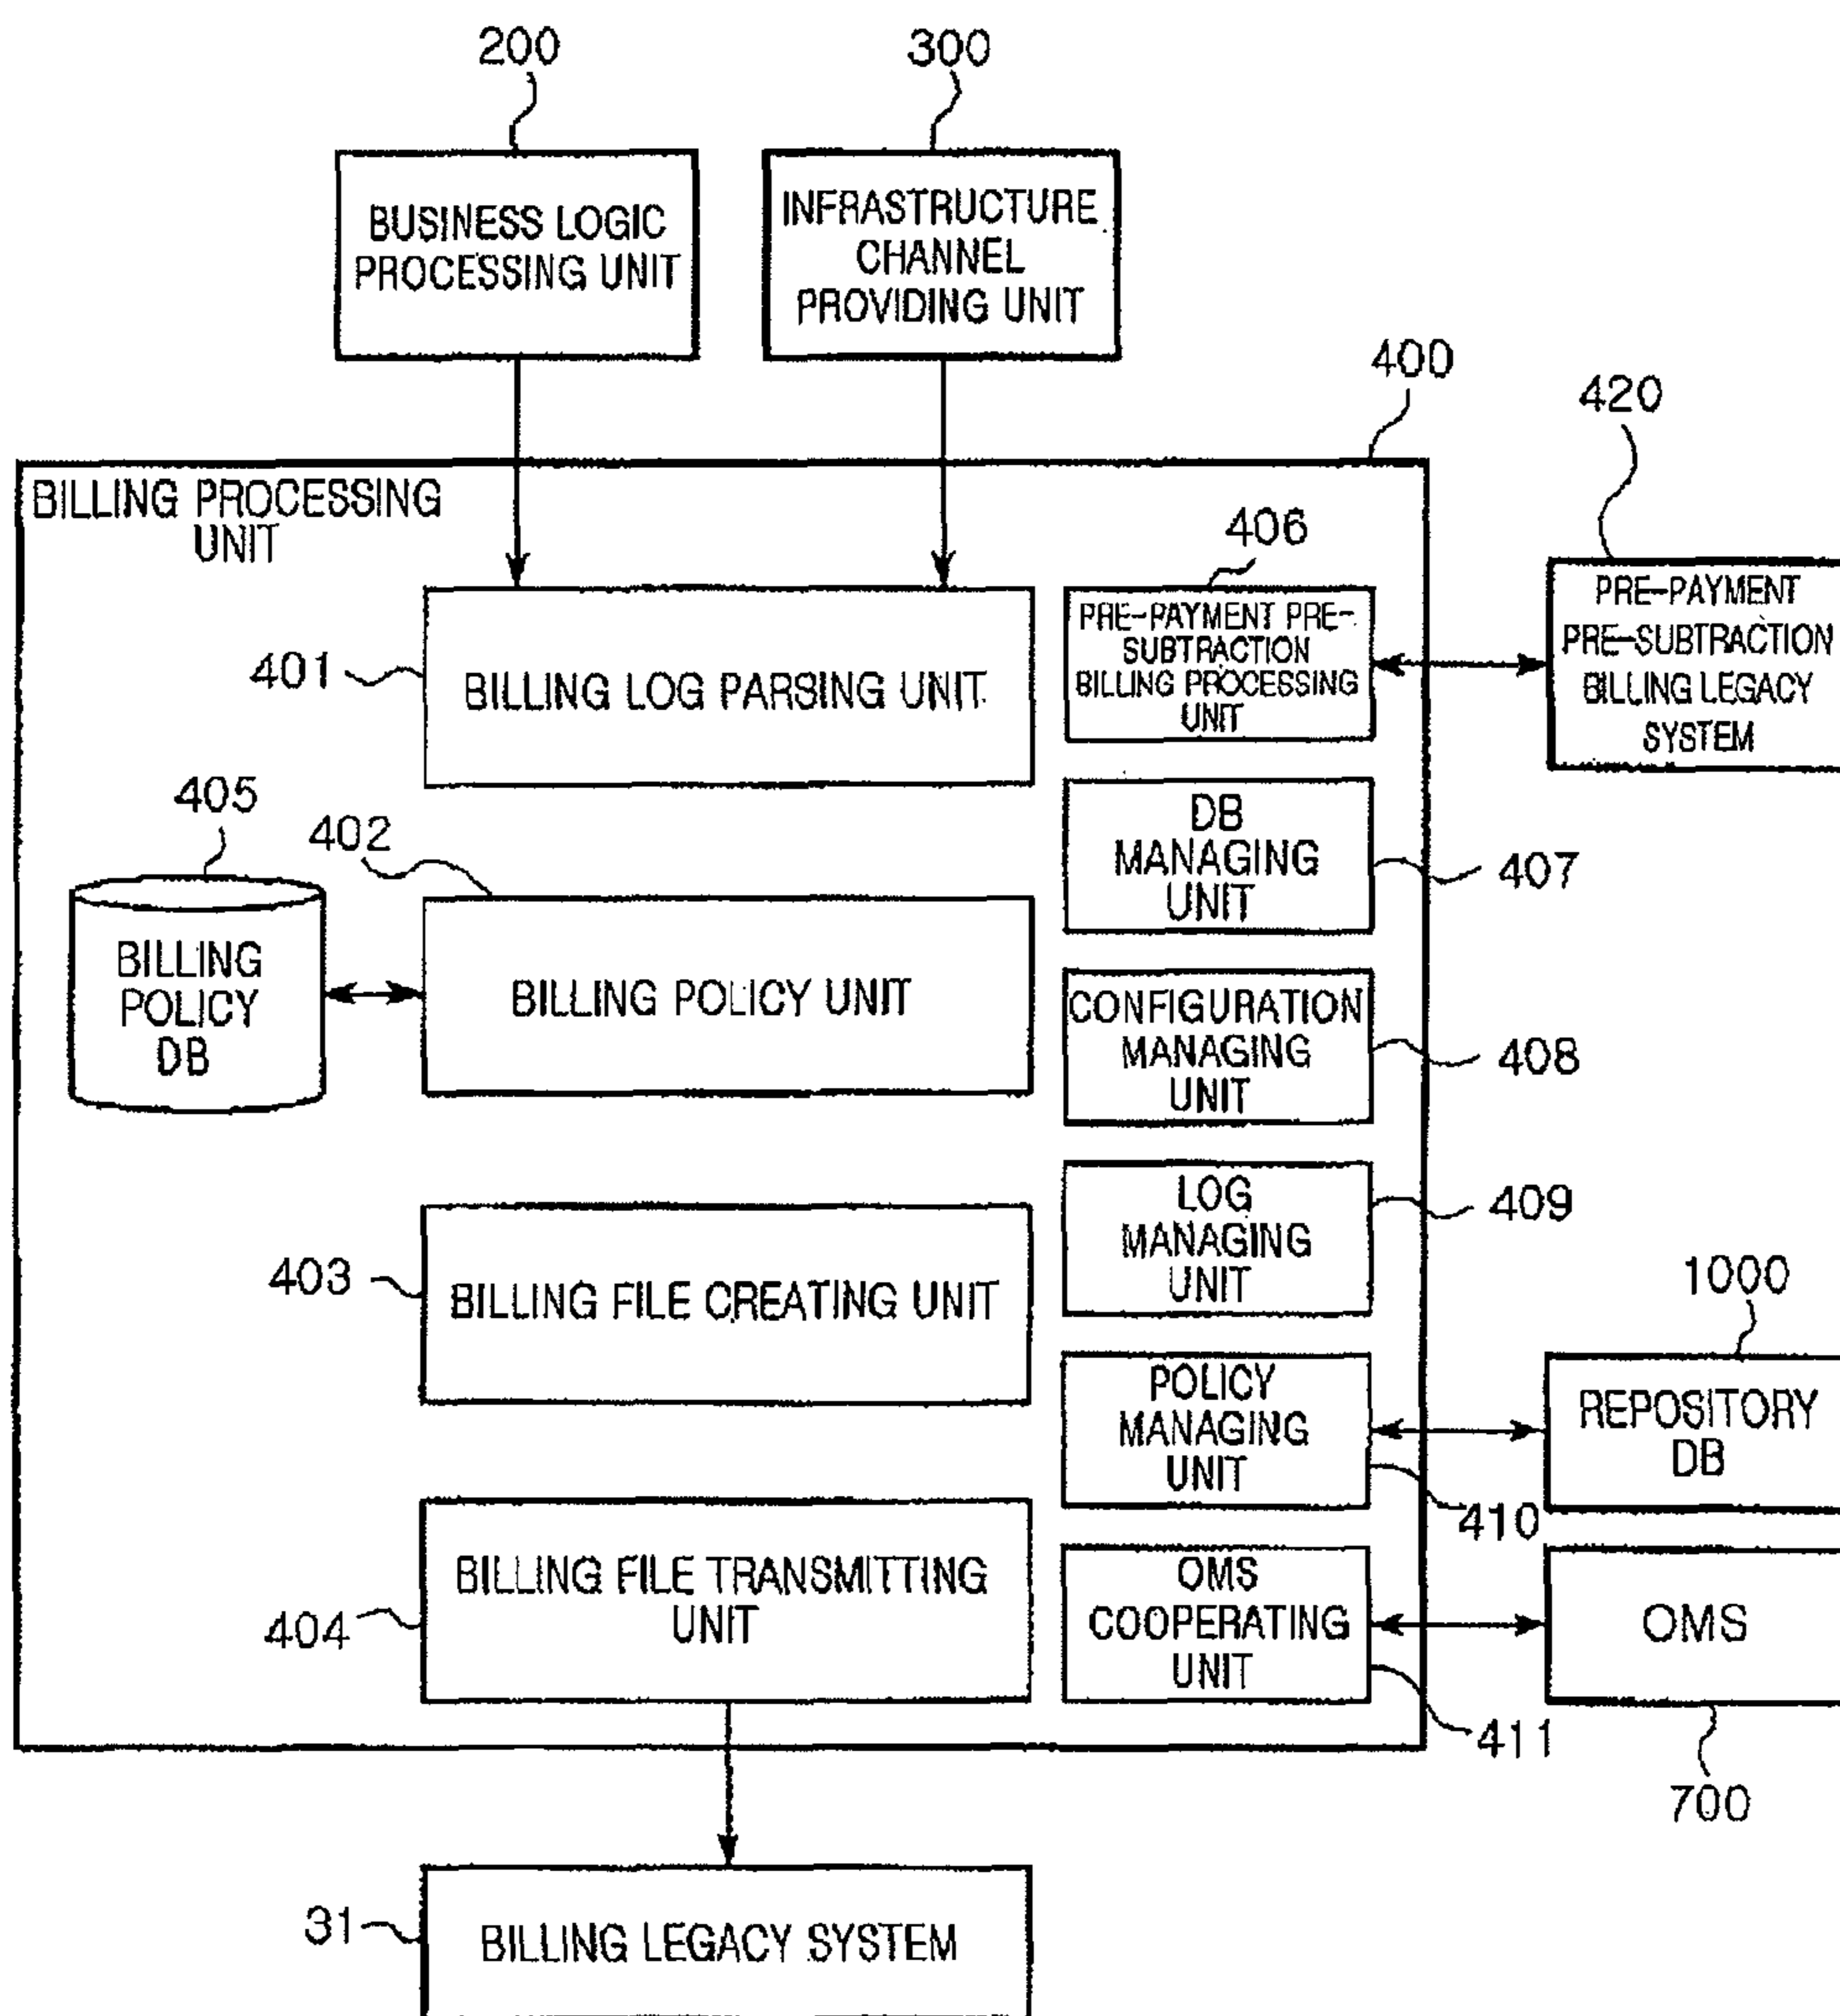 200
300
BUSINESS LOGIC
PROCESSING UNIT
INFRASTRUCTURE
CHANNEL
PROVIDING UNIT
400
420
BILLING PROCESSING
UNIT
406
PRE-PAYMENT PRE-
SUBTRACTION
BILLING PROCESSING
UNIT
PRE-PAYMENT
PRE-SUBTRACTION
BILLING LEGACY
SYSTEM
401
BILLING LOG PARSING UNIT
405
402
DB
MANAGING
UNIT
407
BILLING
POLICY
DB
BILLING POLICY UNIT
CONFIGURATION
MANAGING
UNIT
408
LOG
MANAGING
UNIT
409
403
BILLING FILE CREATING UNIT
1000
POLICY
MANAGING
UNIT
REPOSITORY
DB
410
BILLING FILE TRANSMITTING
UNIT
404
OMS
COOPERATING
UNIT
OMS
411
700
31
BILLING LEGACY SYSTEM